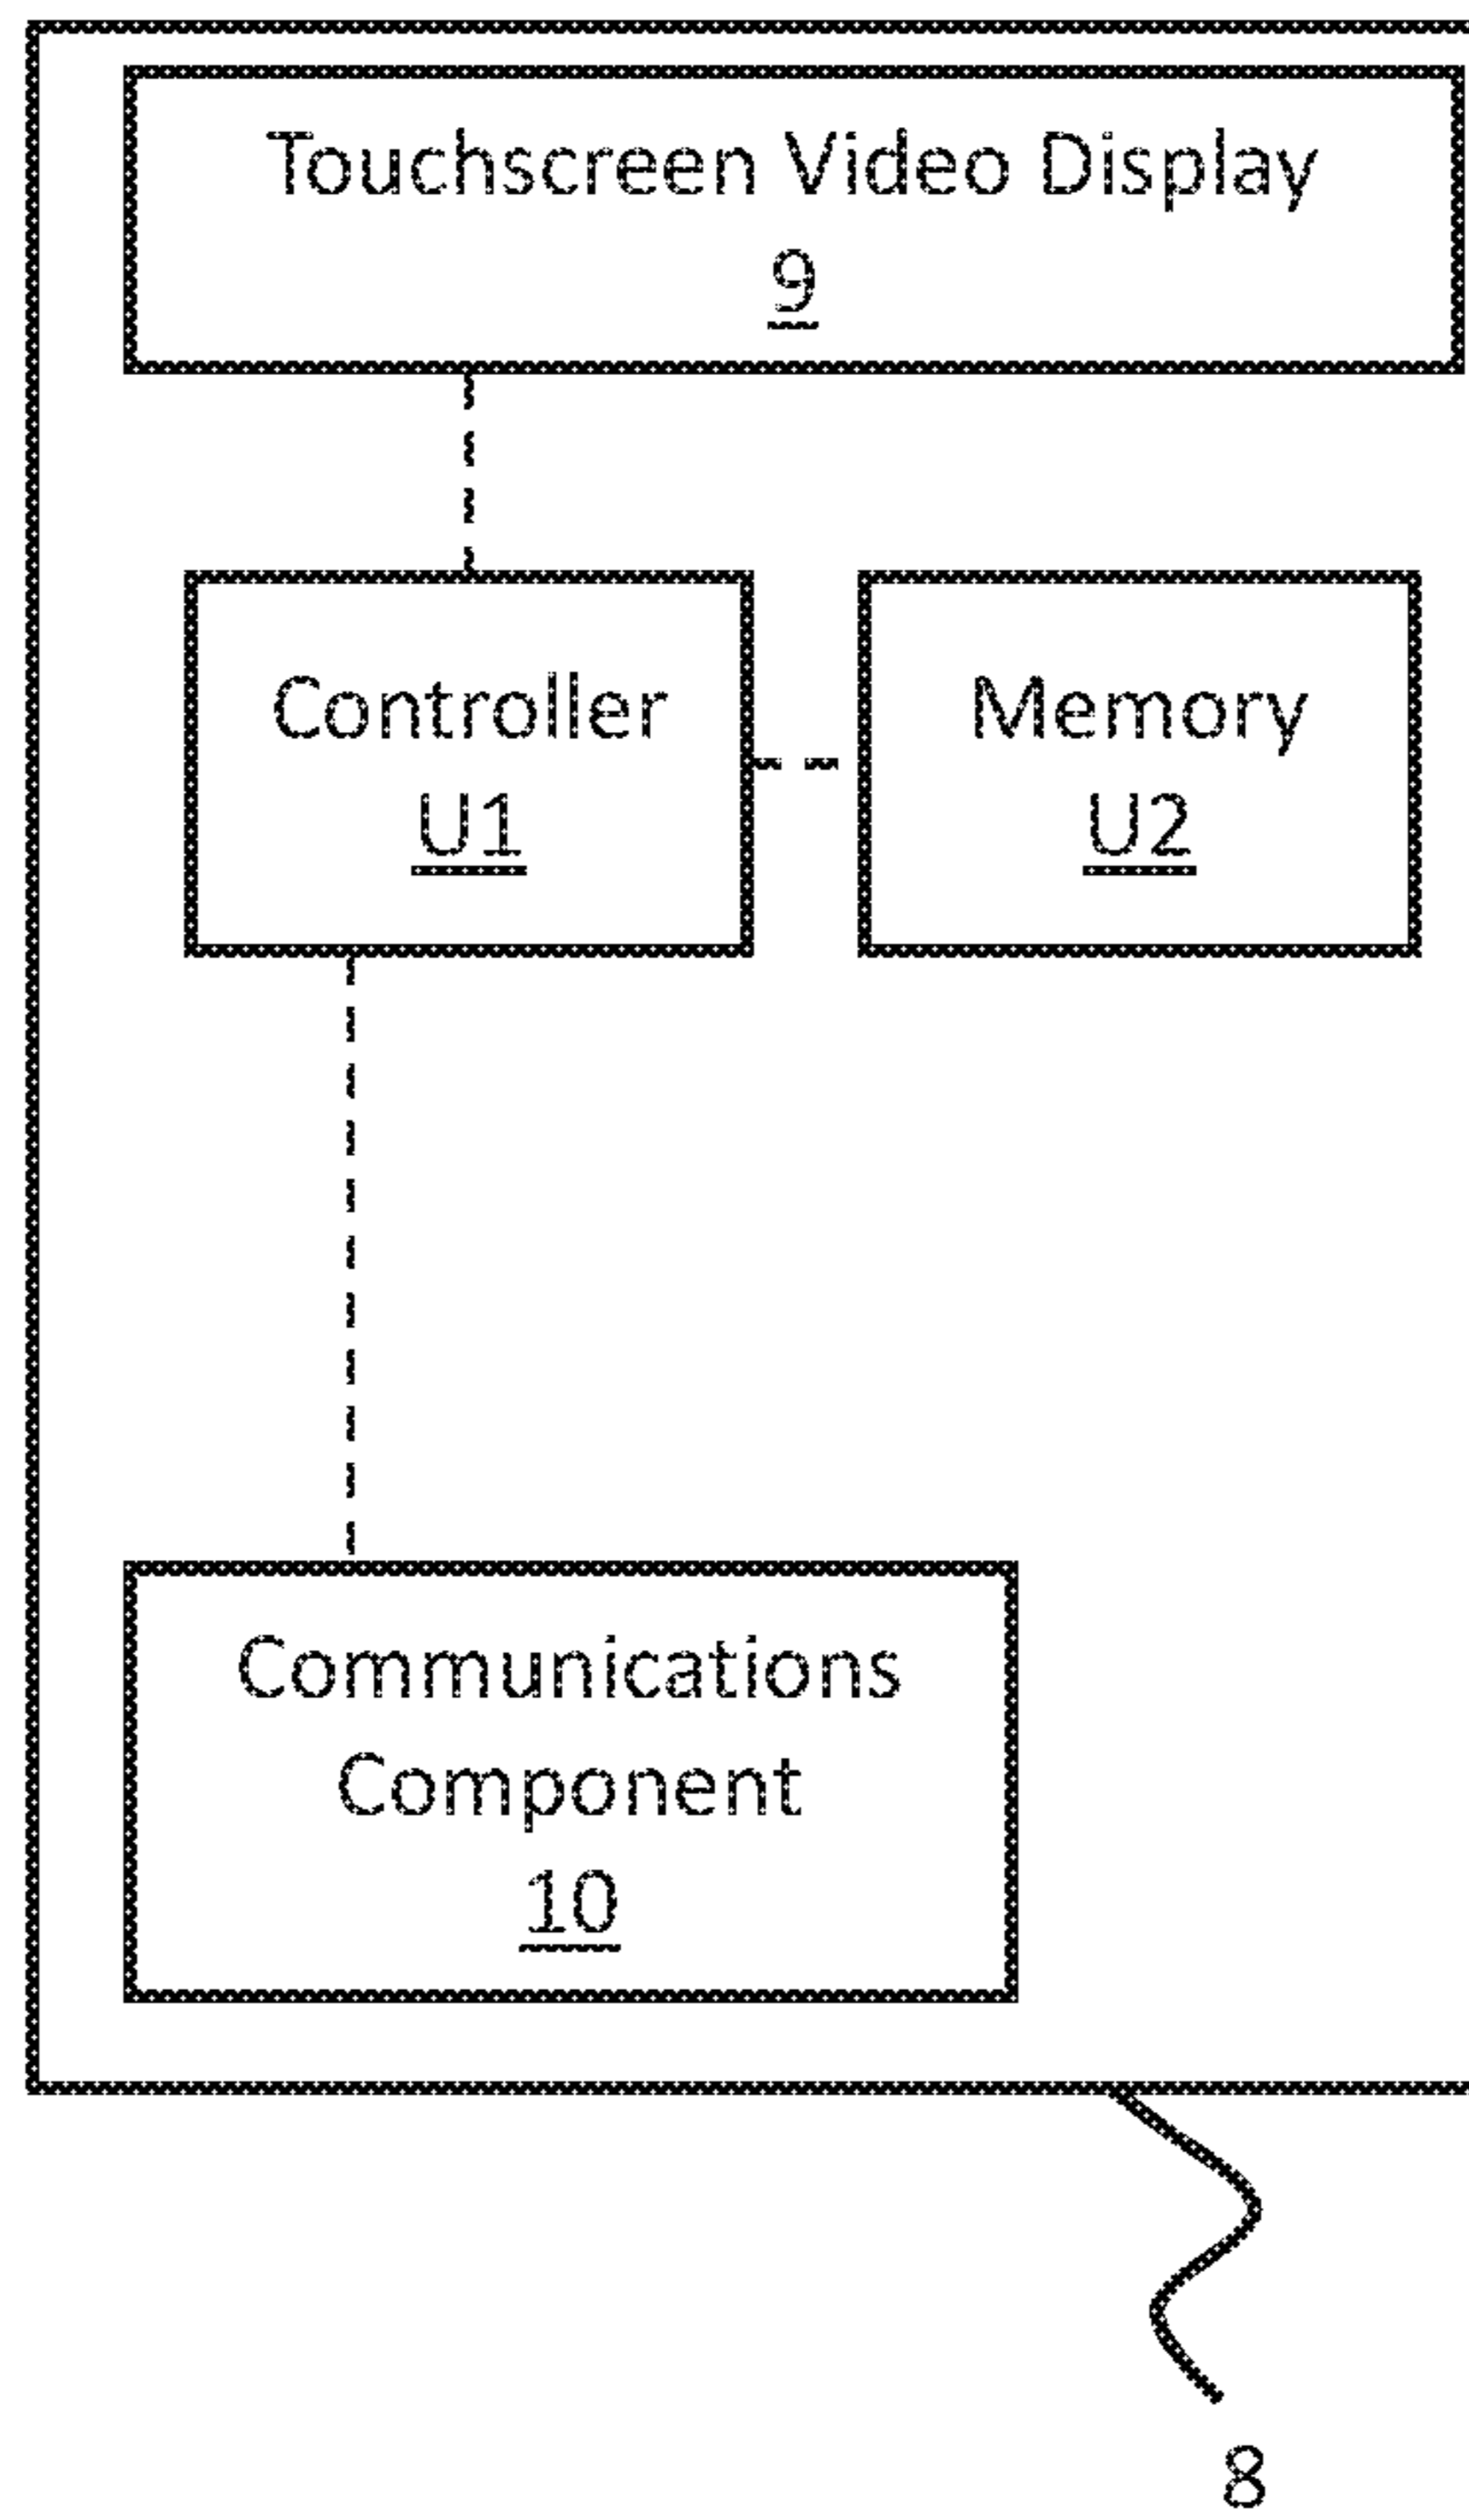 Touchscreen Video Display
9
Controller
U1
Memory
U2
Communications
Component
10
8